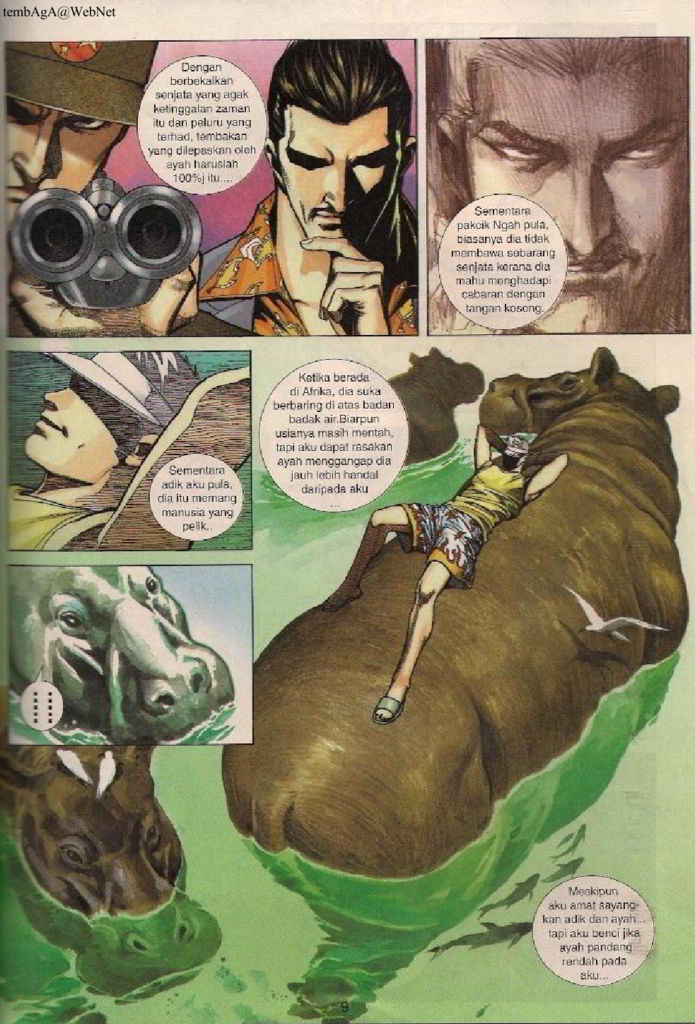 tembAgA@WebNet
Dengan
berbekalkan
senjata yang agak
ketinggalan zaman
itu dan peluru yang
terhad, tembakan
yang dilepaskan oleh
ayah haruslah
100%j itu....
Sementara
pakcik Ngah pula,
biasanya dia tidak
membawa sebarang
senjata kerana dia
mahu menghadapi
cabaran dengan
tangan kosong.
Sementara
adik aku pula,
dia itu memang
manusia yang
pelik..
Ketika berada
di Afrika, dia suka
berbaring di atas badan
badak air.Biarpun
usianya masih mentah,
tapi aku dapat rasakan
ayah menggangap dia
jauh lebih handal
daripada aku
...
Meskipun
aku amat sayang-
kan adik dan ayah...
tapi aku benci jika
ayah pandang
rendah pada
aku...
9